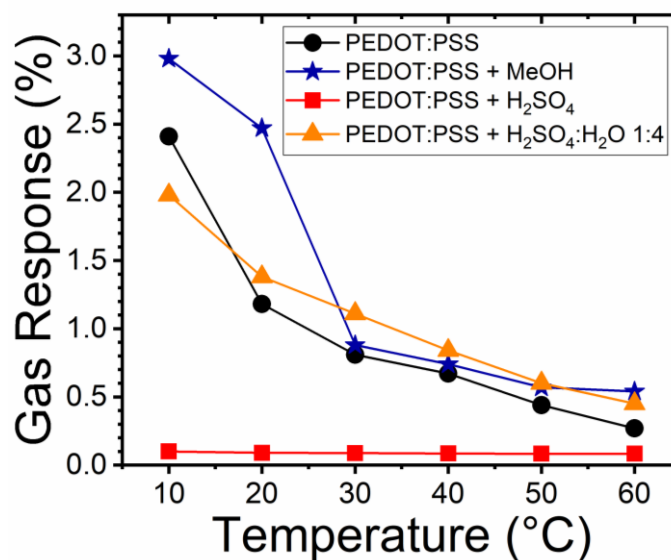 PEDOT:PSS
PEDOT:PSS + MeOH
PEDOT:PSS + H₂SO₄
PEDOT:PSS + H₂SO₄:H₂O 1:4
Gas Response (%)
3.0
2.5
2.0
1.5
1.0
0.5
0.0
10 20 30 40 50 60
Temperature (°C)